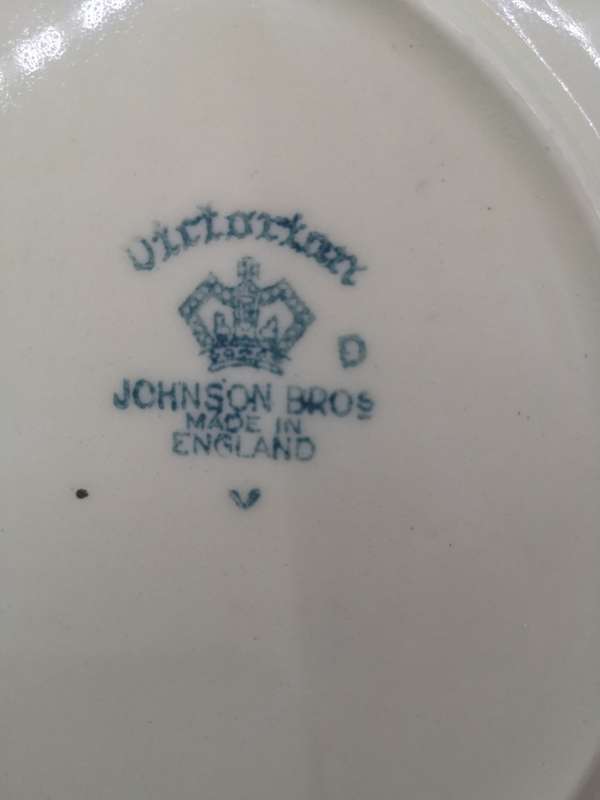 Victorian
D
JOHNSON BROS
MADE IN
ENGLAND
V